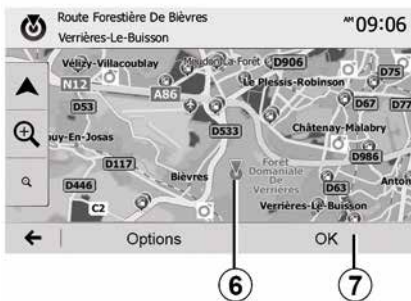 Route Forestière De Bièvres
Verrières-Le-Buisson
AM 09:06
Vélizy-Villacoublay
Meudon-La-Forêt
D906
Le Plessis-Robinson
D75
N12
A86
D53
D67
D77
D533
Châtenay-Malabry
ouy-En-Josas
D117
D986
Bièvres
Forêt
Domaniale
De
Verrières
Anton
D446
D63
C2
Verrières-Le-Buisson
Options
OK
6
7